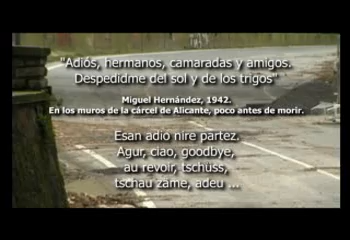 "Adiós, hermanos, camaradas y amigos.
Despedidme del sol y de los trigos"
Miguel Hernández, 1942.
En los muros de la cárcel de Alicante, poco antes de morir.
Esan adio nire partez.
Agur, ciao, goodbye,
au revoir, tschüss,
tschau zäme, adeu ...